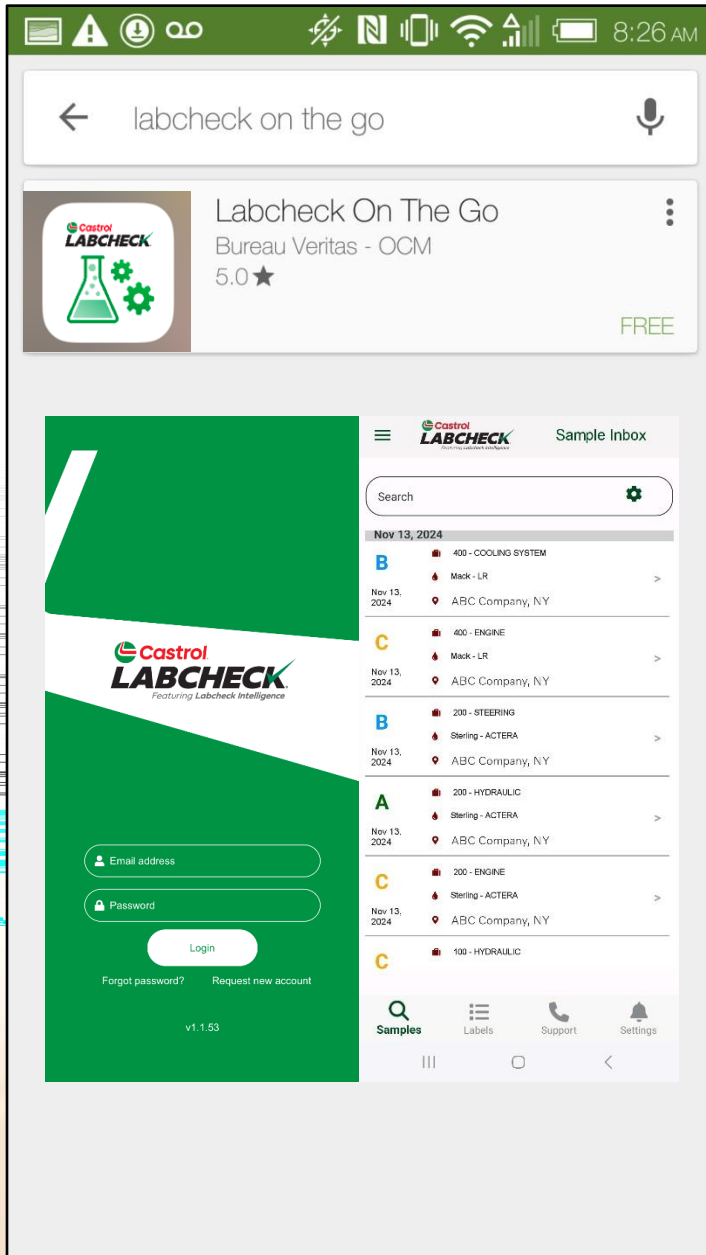 8:26 AM
labcheck on the go
Castrol
LABCHECK
Labcheck On The Go
Bureau Veritas - OCM
5.0★
FREE
Castrol
LABCHECK
Featuring Labcheck Intelligence
Email address
Password
Login
Forgot password? Request new account
v1.1.53
Castrol
LABCHECK
Featuring Labcheck Intelligence
Sample Inbox
Search
Nov 13, 2024
B
400 - COOLING SYSTEM
Mack - LR
>
Nov 13,
2024
ABC Company, NY
C
400 - ENGINE
Mack - LR
>
Nov 13,
2024
ABC Company, NY
B
200 - STEERING
Sterling - ACTERA
>
Nov 13,
2024
ABC Company, NY
A
200 - HYDRAULIC
Sterling - ACTERA
>
Nov 13,
2024
ABC Company, NY
C
200 - ENGINE
Sterling - ACTERA
>
Nov 13,
2024
ABC Company, NY
C
100 - HYDRAULIC
Samples Labels Support Settings